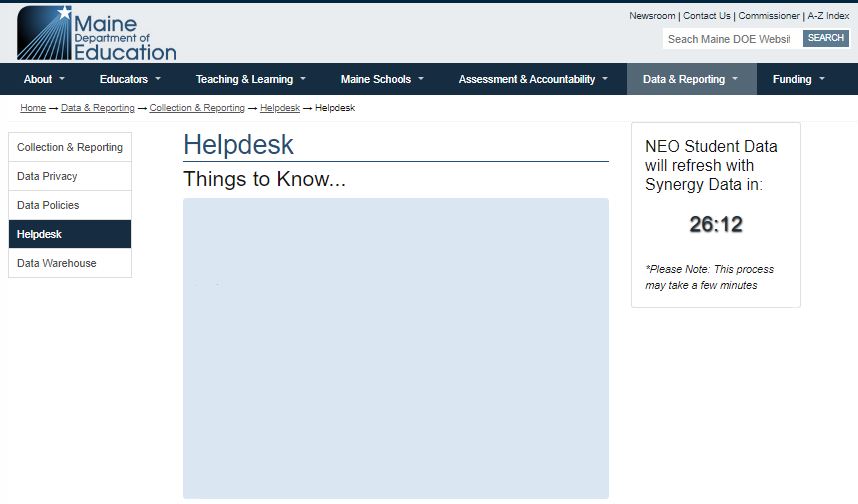 Maine
Department of
Education
Newsroom | Contact Us | Commissioner | A-Z Index
Seach Maine DOE Websit
SEARCH
About
Educators
Teaching & Learning
Maine Schools
Assessment & Accountability
Data & Reporting
Funding
Home → Data & Reporting → Collection & Reporting → Helpdesk → Helpdesk
Collection & Reporting
Data Privacy
Data Policies
Helpdesk
Data Warehouse
Helpdesk
Things to Know...
NEO Student Data
will refresh with
Synergy Data in:
26:12
*Please Note: This process
may take a few minutes